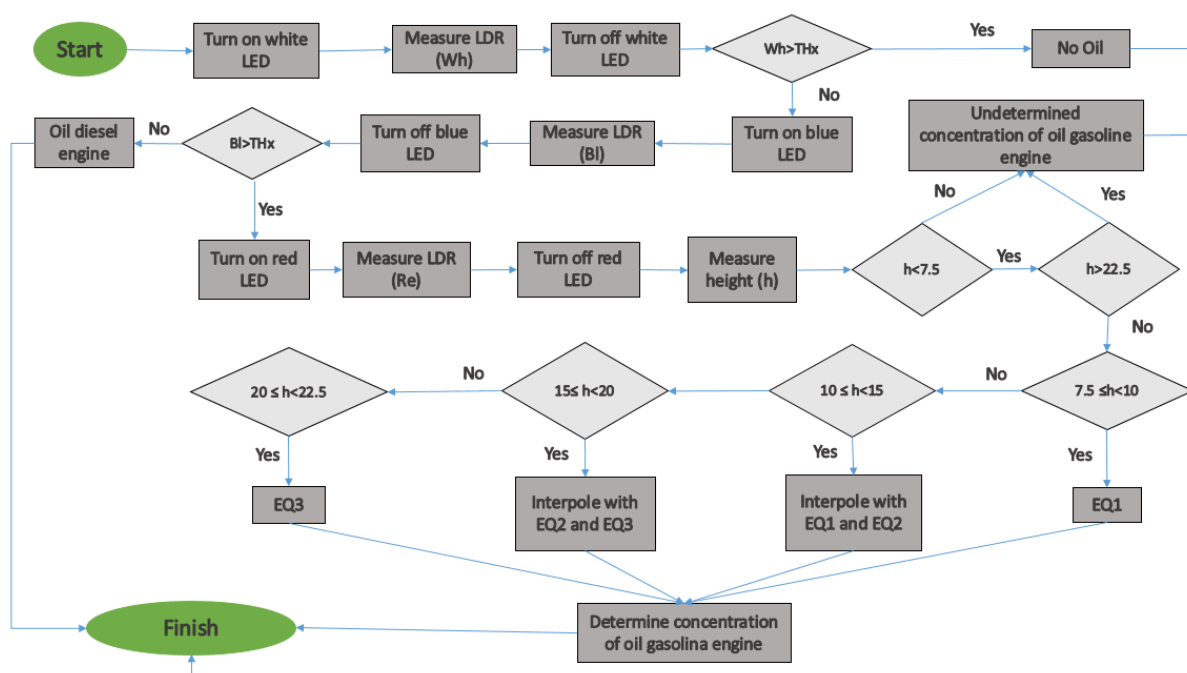 Start
Turn on white
LED
Measure LDR
(Wh)
Turn off white
LED
Wh>THx
Yes
No Oil
No
Oil diesel
engine
No
Bl>THx
Turn off blue
LED
Measure LDR
(Bl)
Turn on blue
LED
Undetermined
concentration of oil gasoline
engine
Yes
No
Yes
Turn on red
LED
Measure LDR
(Re)
Turn off red
LED
Measure
height (h)
h<7.5
Yes
h>22.5
No
20 ≤ h<22.5
No
15≤ h<20
10 ≤ h<15
No
7.5 ≤h<10
Yes
Yes
Yes
Yes
EQ3
Interpole with
EQ2 and EQ3
Interpole with
EQ1 and EQ2
EQ1
Finish
Determine concentration
of oil gasolina engine